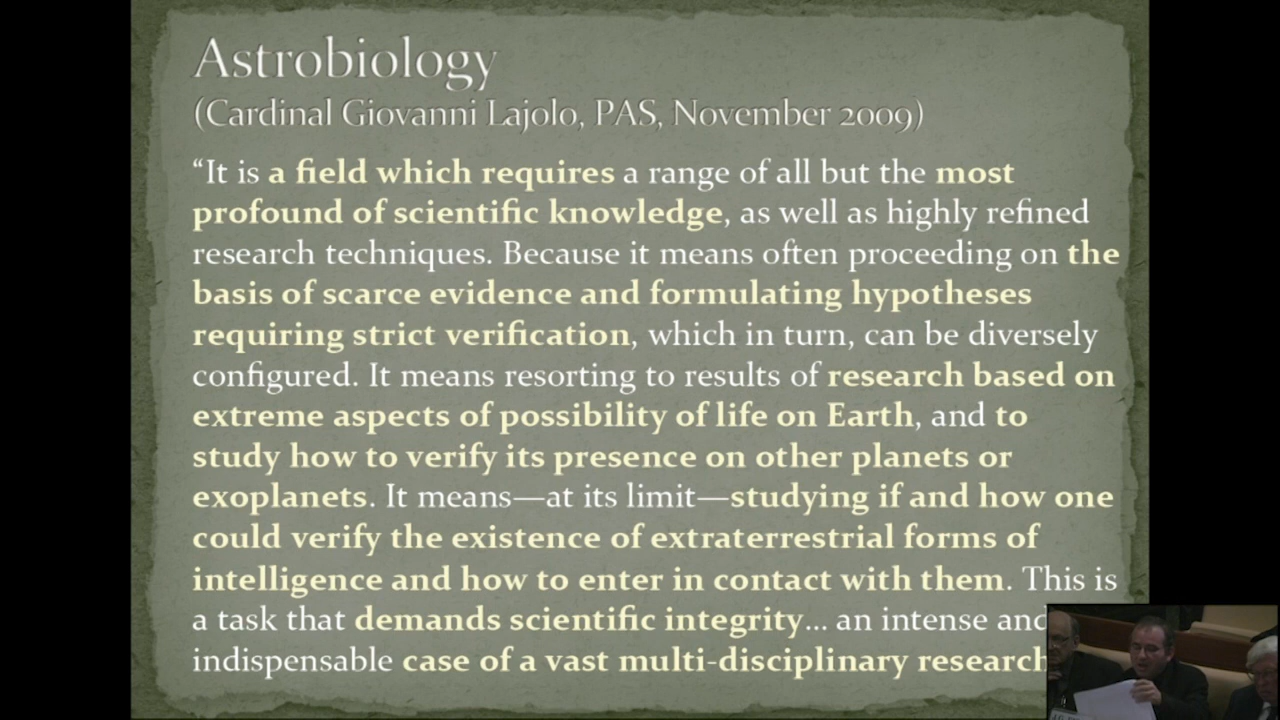 Astrobiology
(Cardinal Giovanni Lajolo, PAS, November 2009)
“It is a field which requires a range of all but the most
profound of scientific knowledge, as well as highly refined
research techniques. Because it means often proceeding on the
basis of scarce evidence and formulating hypotheses
requiring strict verification, which in turn, can be diversely
configured. It means resorting to results of research based on
extreme aspects of possibility of life on Earth, and to
study how to verify its presence on other planets or
exoplanets. It means—at its limit—studying if and how one
could verify the existence of extraterrestrial forms of
intelligence and how to enter in contact with them. This is
a task that demands scientific integrity... an intense and
indispensable case of a vast multi-disciplinary research